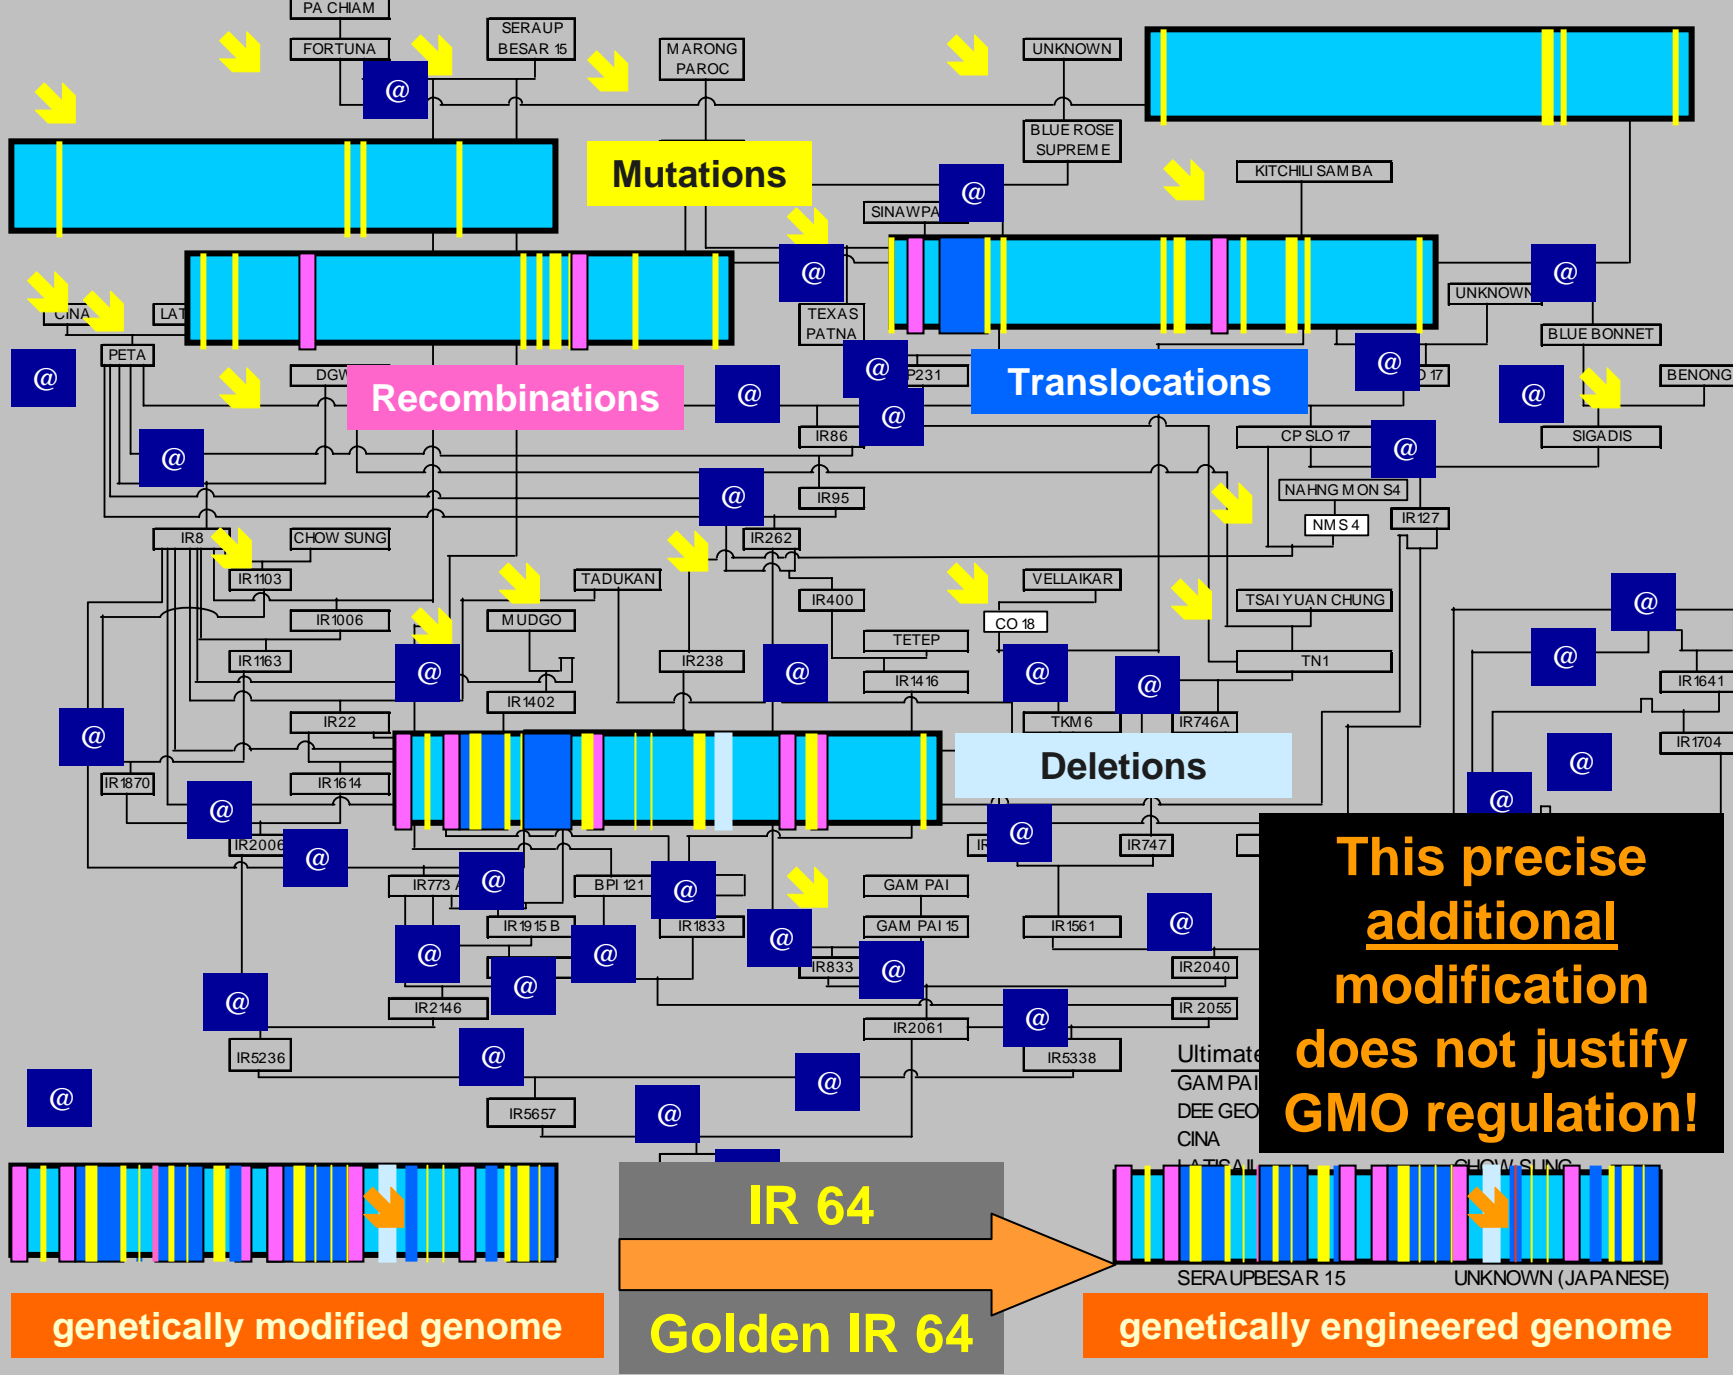 PA CHIAM
FORTUNA
SERAUP
BESAR 15
MARONG
PAROC
UNKNOWN
@
BLUE ROSE
SUPREME
Mutations
KITCHILI SAMBA
@
SINAWPA
@
@
CINA
UNKNOWN
TEXAS
PATNA
BLUE BONNET
PETA
@
@
@
@
@
@
P231
BENONG
Recombinations
Translocations
IR86
CP SLO 17
SIGADIS
@
@
@
NAHNG MON S4
IR95
NMS 4
IR127
IR8
CHOW SUNG
IR262
IR1103
TADUKAN
VELLAIKAR
IR400
TSAI YUAN CHUNG
@
IR1006
MUDGO
CO 18
TETEP
IR1163
IR238
TN1
@
@
@
@
@
IR1416
IR1641
IR1402
IR22
TKM6
IR746A
@
IR1704
Deletions
@
IR1870
IR1614
@
@
@
IR2006
IR747
@
@
IR773 A
@
BPI 121
@
GAM PAI
IR1915 B
IR1833
GAM PAI 15
IR1561
@
@
@
@
IR833
@
IR2040
@
@
IR2146
IR2061
@
IR 2055
IR5236
@
IR5338
@
@
IR5657
@
This precise
additional
modification
does not justify
GMO regulation!
Ultimate
GAM PAI
DEE GEO
CINA
LATISAIL
CHOW SUNG
SERAUPBESAR 15
UNKNOWN (JAPANESE)
IR 64
Golden IR 64
genetically modified genome
genetically engineered genome